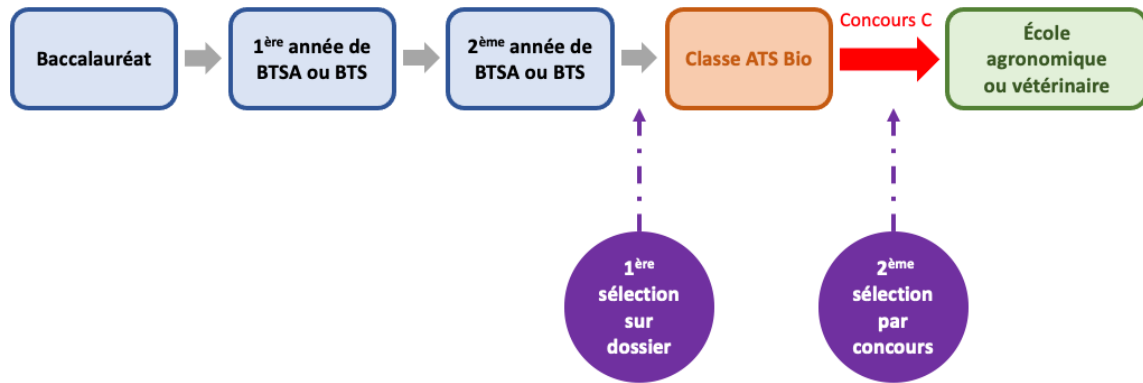 Baccalauréat
1ère année de
BTSA ou BTS
2ème année de
BTSA ou BTS
Classe ATS Bio
Concours C
École
agronomique
ou vétérinaire
1ère
sélection
sur
dossier
2ème
sélection
par
concours